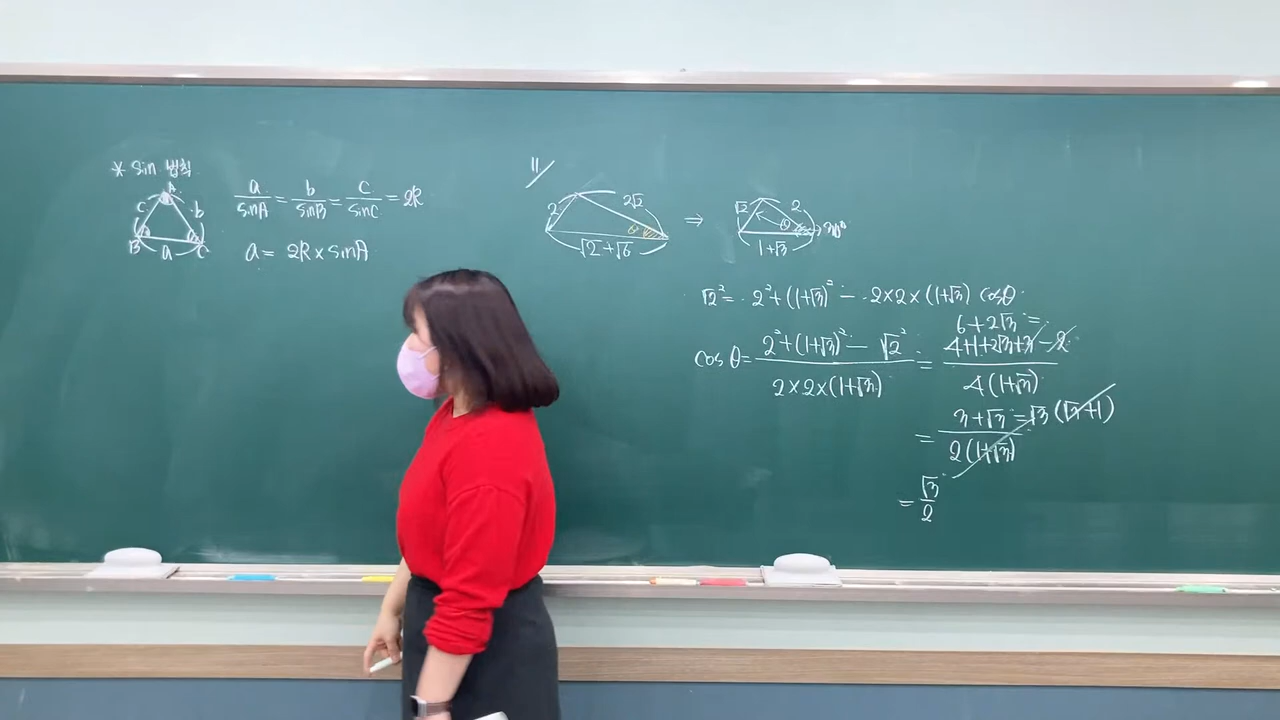 * Sin 법칙
A
c b
B a C
a/sinA = b/sinB = c/sinC = 2R
a = 2R×sinA
11/
2 2√2
θ
√2+√6
⇒
√2 2
θ → 30°
1+√3
√2² = 2²+(1+√3)² − 2×2×(1+√3) cosθ
6+2√3 =
cosθ = 2²+(1+√3)² − √2² / 2×2×(1+√3) = 4+1+2√3+3−2 / 4(1+√3)
= 3+√3 = √3(√3+1) / 2(1+√3)
= √3/2